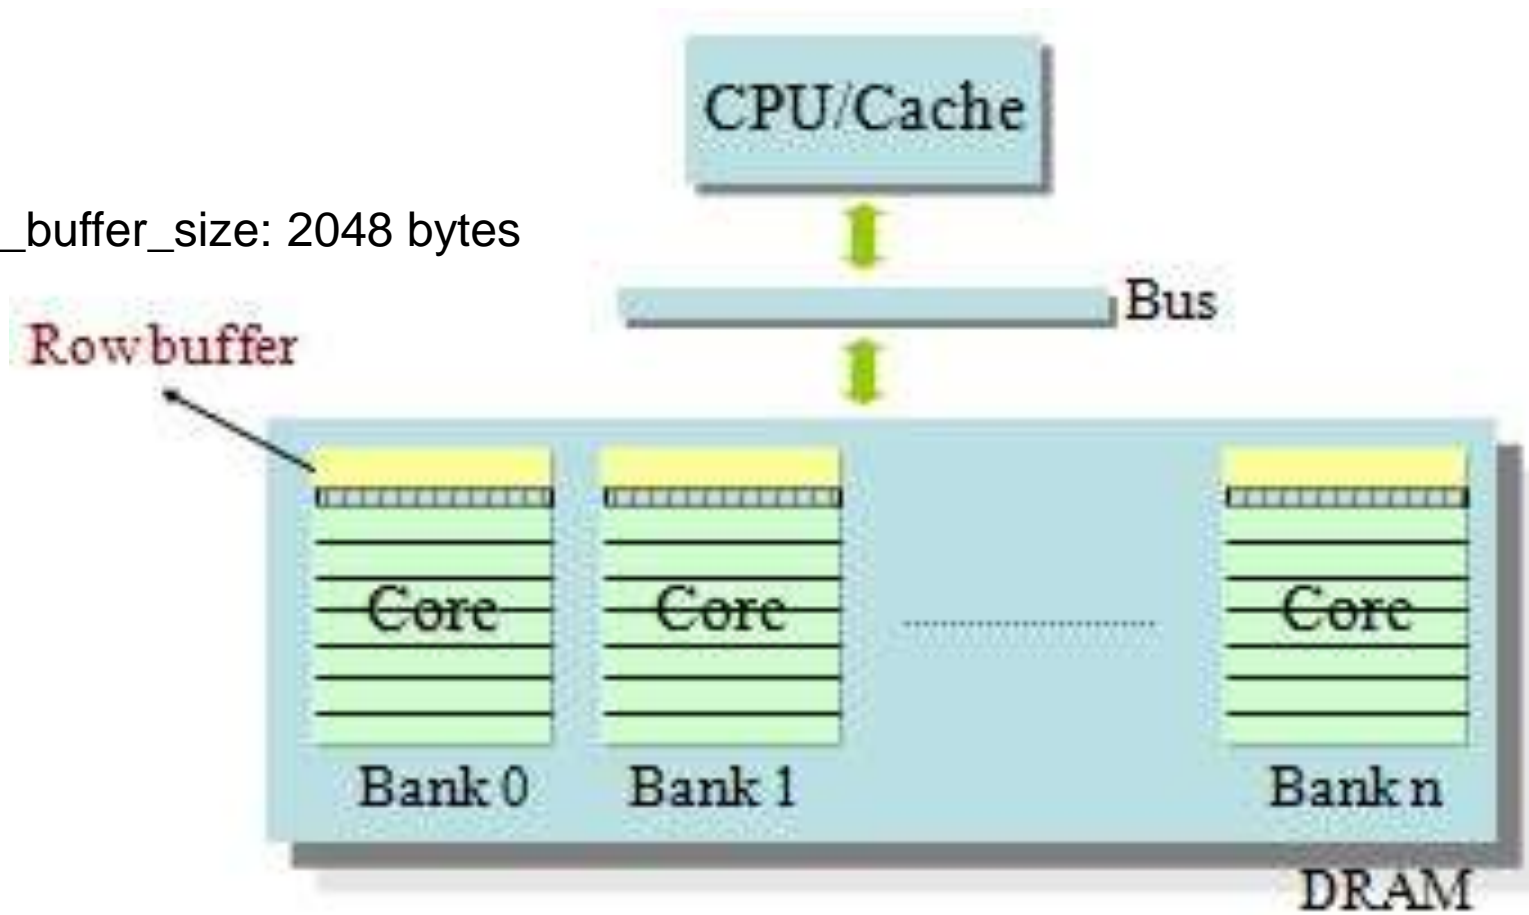 CPU/Cache
_buffer_size: 2048 bytes
Bus
Row buffer
Core Core Core
Bank 0 Bank 1 Bank n
DRAM